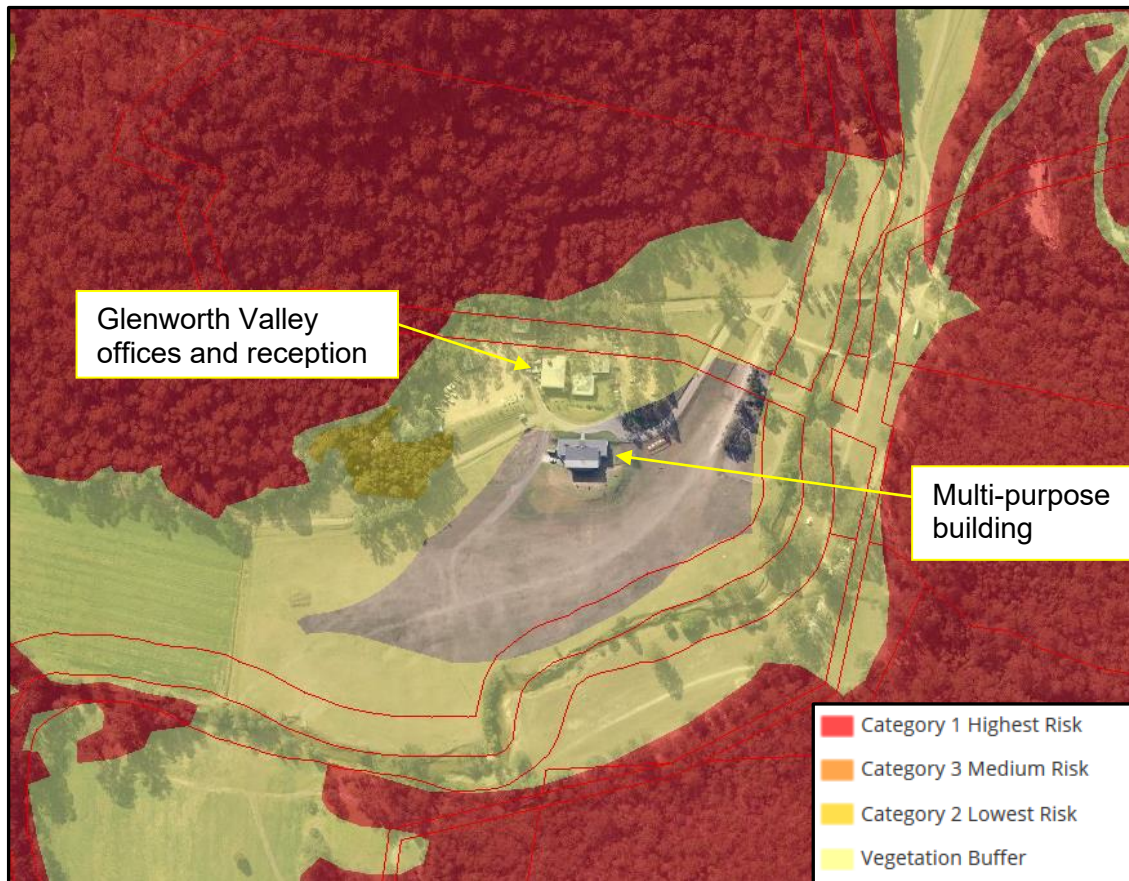 Glenworth Valley
offices and reception
Multi-purpose
building
Category 1 Highest Risk
Category 3 Medium Risk
Category 2 Lowest Risk
Vegetation Buffer